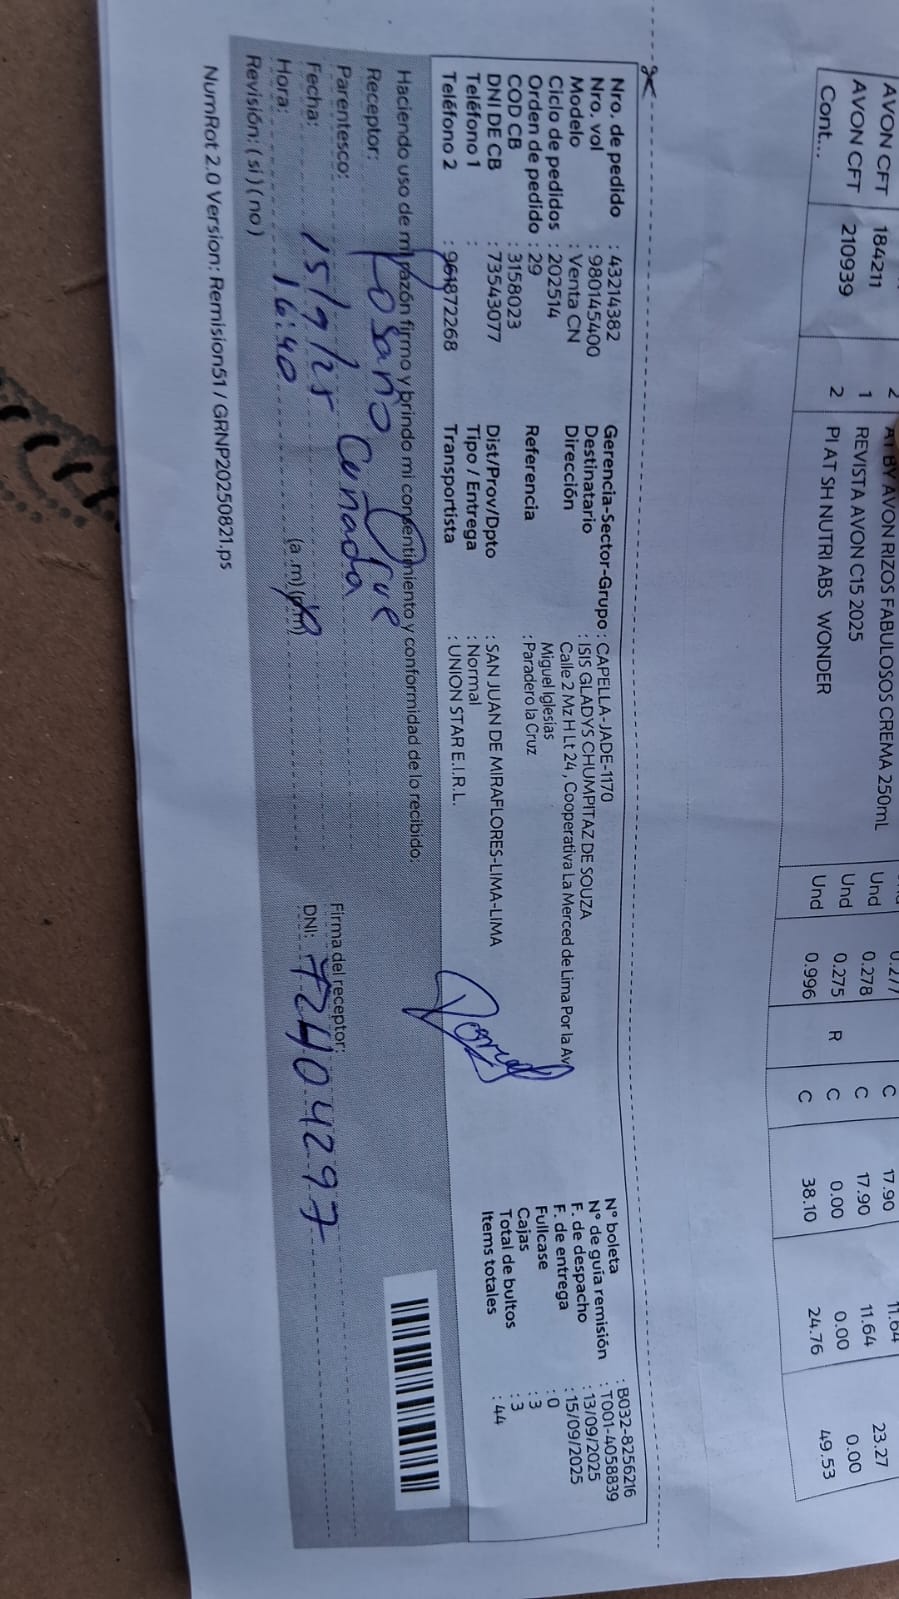 AVON CFT 184211 2 AT BY AVON RIZOS FABULOSOS CREMA 250mL Und 0.277 C 17.90 11.64
AVON CFT 210939 1 REVISTA AVON C15 2025 Und 0.278 C 17.90 11.64 23.27
Cont... 2 PI AT SH NUTRI ABS WONDER Und 0.275 R C 0.00 0.00 0.00
Und 0.996 C 38.10 24.76 49.53
Nro. de pedido : 43214382
Nro. vol : 980145400
Modelo : Venta CN
Ciclo de pedidos : 202514
Orden de pedido : 29
COD CB : 3158023
DNI DE CB : 73543077
Teléfono 1 :
Teléfono 2 : 961872268
Gerencia-Sector-Grupo : CAPELLA-JADE-1170
Destinatario : ISIS GLADYS CHUMPITAZ DE SOUZA
Dirección : Calle 2 Mz H Lt 24, Cooperativa La Merced de Lima Por la Av
Miguel Iglesias
Referencia : Paradero la Cruz
Dist/Prov/Dpto : SAN JUAN DE MIRAFLORES-LIMA-LIMA
Tipo / Entrega : Normal
Transportista : UNION STAR E.I.R.L.
N° boleta : B032-8256216
N° de guia remisión : T001-4058839
F. de despacho : 13/09/2025
F. de entrega : 15/09/2025
Fullcase : 0
Cajas : 3
Total de bultos : 3
Items totales : 44
Haciendo uso de mi razón firmo y brindo mi consentimiento y conformidad de lo recibido:
Receptor: Rosario
Parentesco: Cuñada
Fecha: 15/9/25
Hora: 16:40 (a .m) (p.m)
Revisión: ( si ) ( no )
Firma del receptor:
DNI: 72404297
NumRot 2.0 Version: Remision51 / GRNP20250821.ps